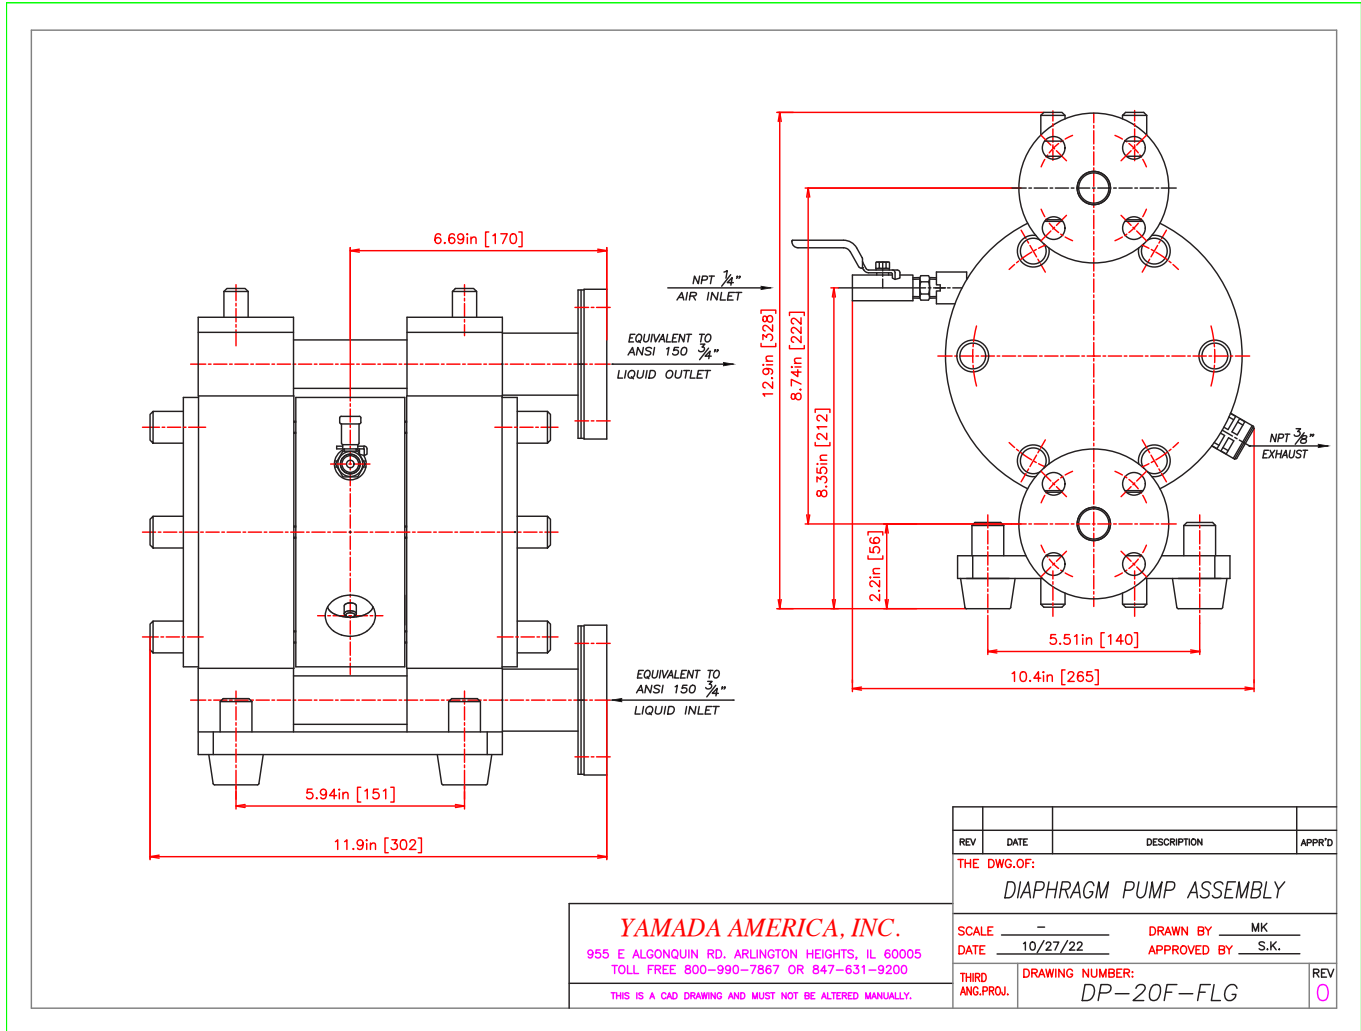 12.9in [328]
8.74in [222]
8.35in [212]
2.2in [56]
5.51in [140]
10.4in [265]
NPT 1/4"
AIR INLET
NPT 3/8"
EXHAUST
6.69in [170]
EQUIVALENT TO
ANSI 150 3/4"
LIQUID OUTLET
EQUIVALENT TO
ANSI 150 3/4"
LIQUID INLET
5.94in [151]
11.9in [302]
REV DATE DESCRIPTION APPR'D
THE DWG.OF:
DIAPHRAGM PUMP ASSEMBLY
SCALE – DRAWN BY MK
DATE 10/27/22 APPROVED BY S.K.
THIRD
ANG.PROJ.
DRAWING NUMBER:
DP-20F-FLG
REV
0
YAMADA AMERICA, INC.
955 E ALGONQUIN RD. ARLINGTON HEIGHTS, IL 60005
TOLL FREE 800-990-7867 OR 847-631-9200
THIS IS A CAD DRAWING AND MUST NOT BE ALTERED MANUALLY.